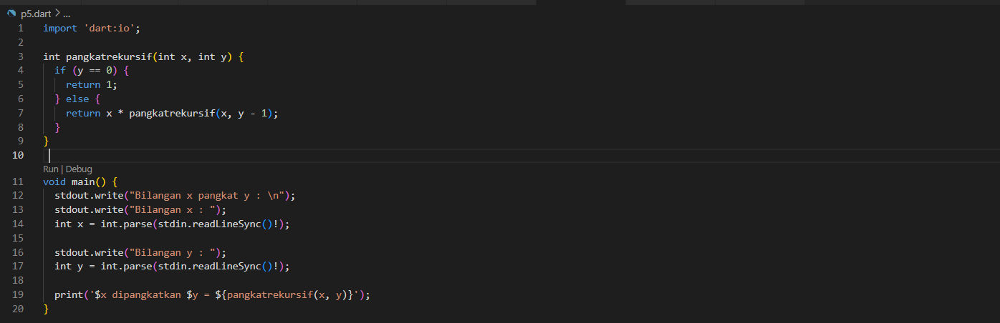 p5.dart > ...
1 import 'dart:io';
2
3 int pangkatrekursif(int x, int y) {
4   if (y == 0) {
5     return 1;
6   } else {
7     return x * pangkatrekursif(x, y - 1);
8   }
9 }
10
Run | Debug
11 void main() {
12   stdout.write("Bilangan x pangkat y : \n");
13   stdout.write("Bilangan x : ");
14   int x = int.parse(stdin.readLineSync()!);
15
16   stdout.write("Bilangan y : ");
17   int y = int.parse(stdin.readLineSync()!);
18
19   print('$x dipangkatkan $y = ${pangkatrekursif(x, y)}');
20 }